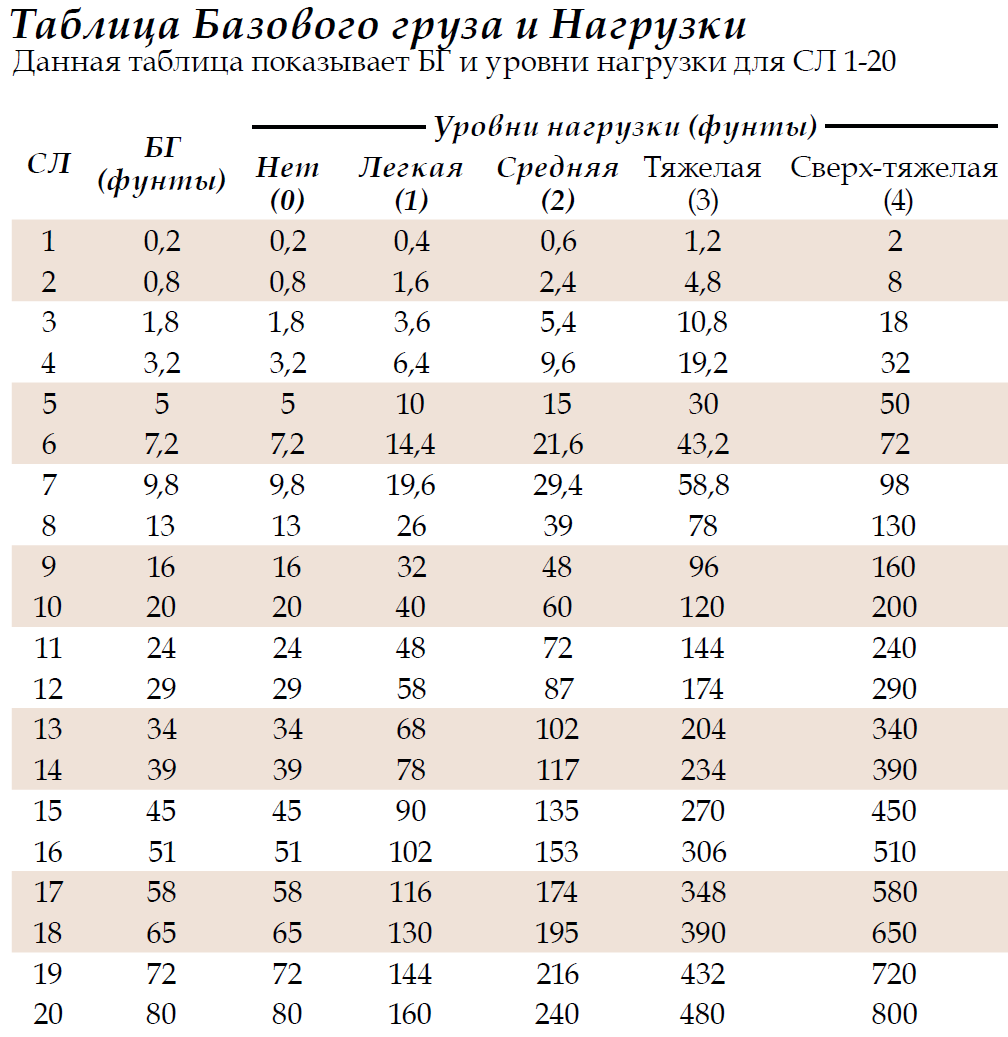 Таблица Базового груза и Нагрузки
Данная таблица показывает БГ и уровни нагрузки для СЛ 1-20
Уровни нагрузки (фунты)
СЛ БГ (фунты) Нет (0) Легкая (1) Средняя (2) Тяжелая (3) Сверх-тяжелая (4)
1 0,2 0,2 0,4 0,6 1,2 2
2 0,8 0,8 1,6 2,4 4,8 8
3 1,8 1,8 3,6 5,4 10,8 18
4 3,2 3,2 6,4 9,6 19,2 32
5 5 5 10 15 30 50
6 7,2 7,2 14,4 21,6 43,2 72
7 9,8 9,8 19,6 29,4 58,8 98
8 13 13 26 39 78 130
9 16 16 32 48 96 160
10 20 20 40 60 120 200
11 24 24 48 72 144 240
12 29 29 58 87 174 290
13 34 34 68 102 204 340
14 39 39 78 117 234 390
15 45 45 90 135 270 450
16 51 51 102 153 306 510
17 58 58 116 174 348 580
18 65 65 130 195 390 650
19 72 72 144 216 432 720
20 80 80 160 240 480 800